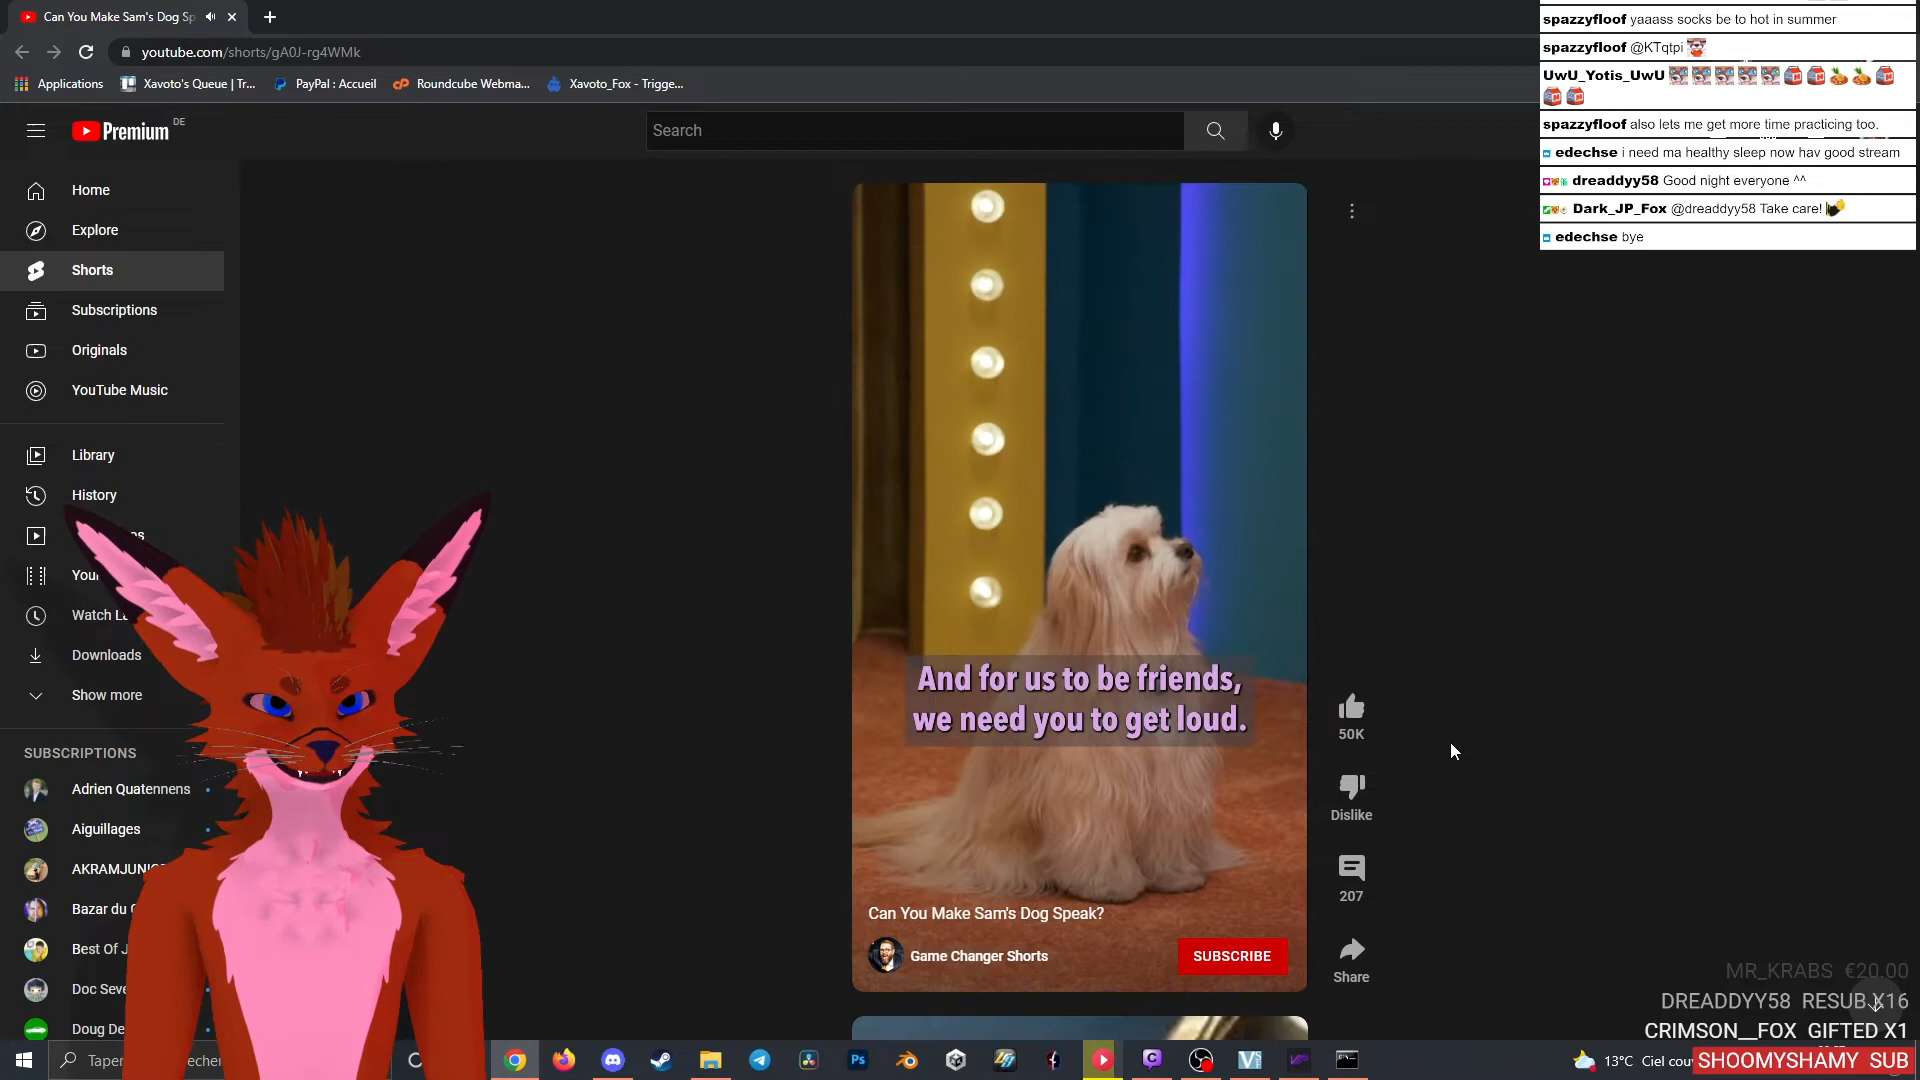 Can You Make Sam's Dog Sp
youtube.com/shorts/gA0J-rg4WMk
Applications
Xavoto's Queue | Tr...
PayPal : Accueil
Roundcube Webma...
Xavoto_Fox - Trigge...
Premium
DE
Search
Home
Explore
Shorts
Subscriptions
Originals
YouTube Music
Library
History
Your
Watch La
Downloads
Show more
SUBSCRIPTIONS
Adrien Quatennens
Aiguillages
AKRAMJUNIO
Bazar du
Best Of J
Doc Seve
Doug De
And for us to be friends,
we need you to get loud.
Can You Make Sam's Dog Speak?
Game Changer Shorts
SUBSCRIBE
50K
Dislike
207
Share
spazzyfloof yaaass socks be to hot in summer
spazzyfloof @KTqtpi
UwU_Yotis_UwU
spazzyfloof also lets me get more time practicing too.
edechse i need ma healthy sleep now hav good stream
dreaddyy58 Good night everyone ^^
Dark_JP_Fox @dreaddyy58 Take care!
edechse bye
MR_KRABS €20.00
DREADDYY58 RESUB X16
CRIMSON__FOX GIFTED X1
SHOOMYSHAMY SUB
Taper
echer
13°C Ciel cou